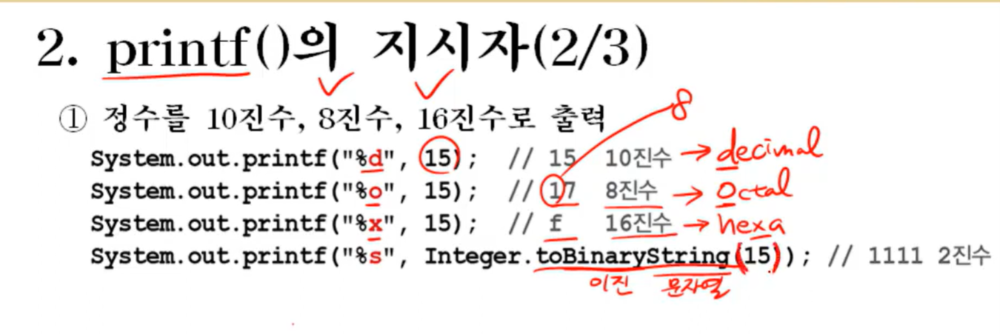 2. printf()의 지시자(2/3)
① 정수를 10진수, 8진수, 16진수로 출력
8
System.out.printf("%d", 15); // 15 10진수 → decimal
System.out.printf("%o", 15); // 17 8진수 → Octal
System.out.printf("%x", 15); // f 16진수 → hexa
System.out.printf("%s", Integer.toBinaryString(15)); // 1111 2진수
이진 문자열